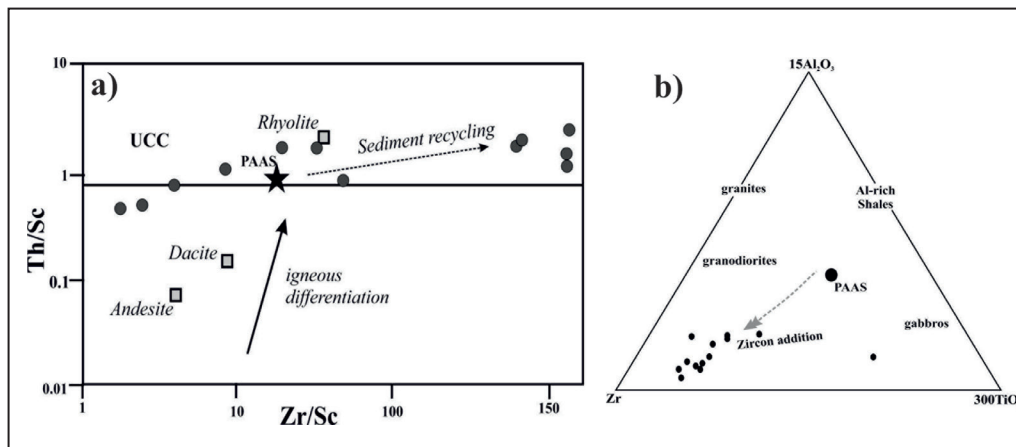 a)
10
1
0.1
0.01
Th/Sc
UCC
Rhyolite
PAAS
Sediment recycling
Dacite
Andesite
igneous
differentiation
1
10
100
150
Zr/Sc
b)
15Al₂O₃
granites
Al-rich
Shales
granodiorites
PAAS
gabbros
Zircon addition
Zr
300TiO